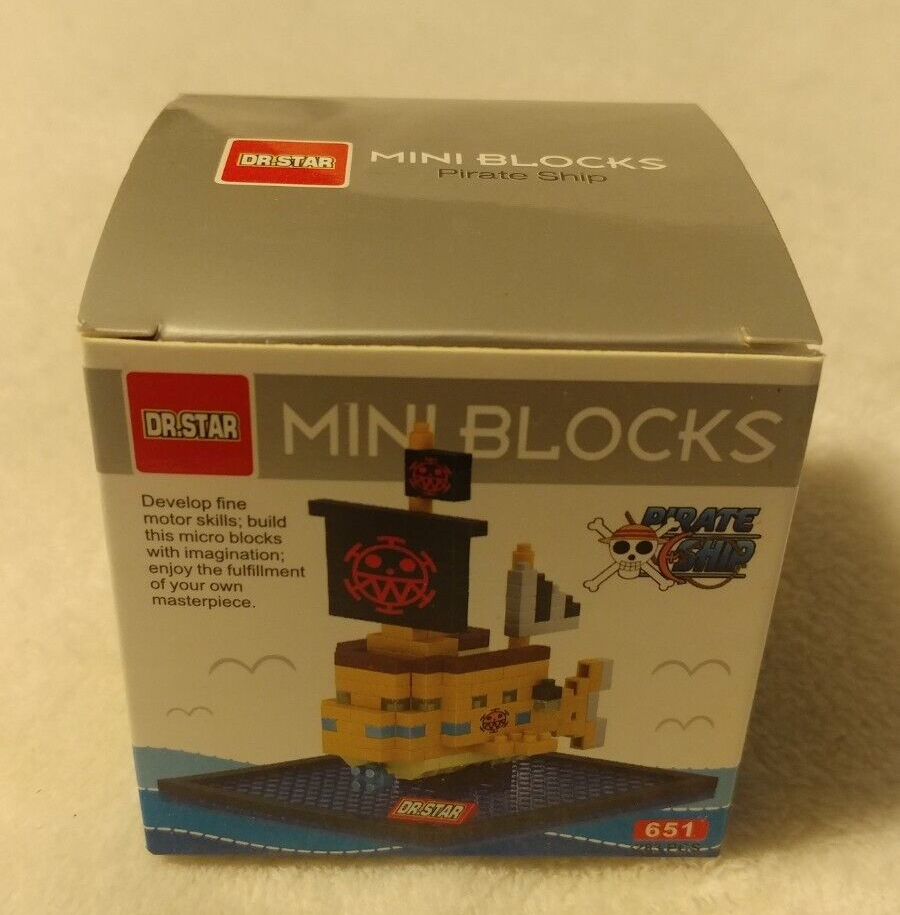 DR.STAR MINI BLOCKS
Pirate Ship
DR.STAR MINI BLOCKS
Develop fine
motor skills; build
this micro blocks
with imagination;
enjoy the fulfillment
of your own
masterpiece.
PIRATE
SHIP
DR.STAR
651
PCS